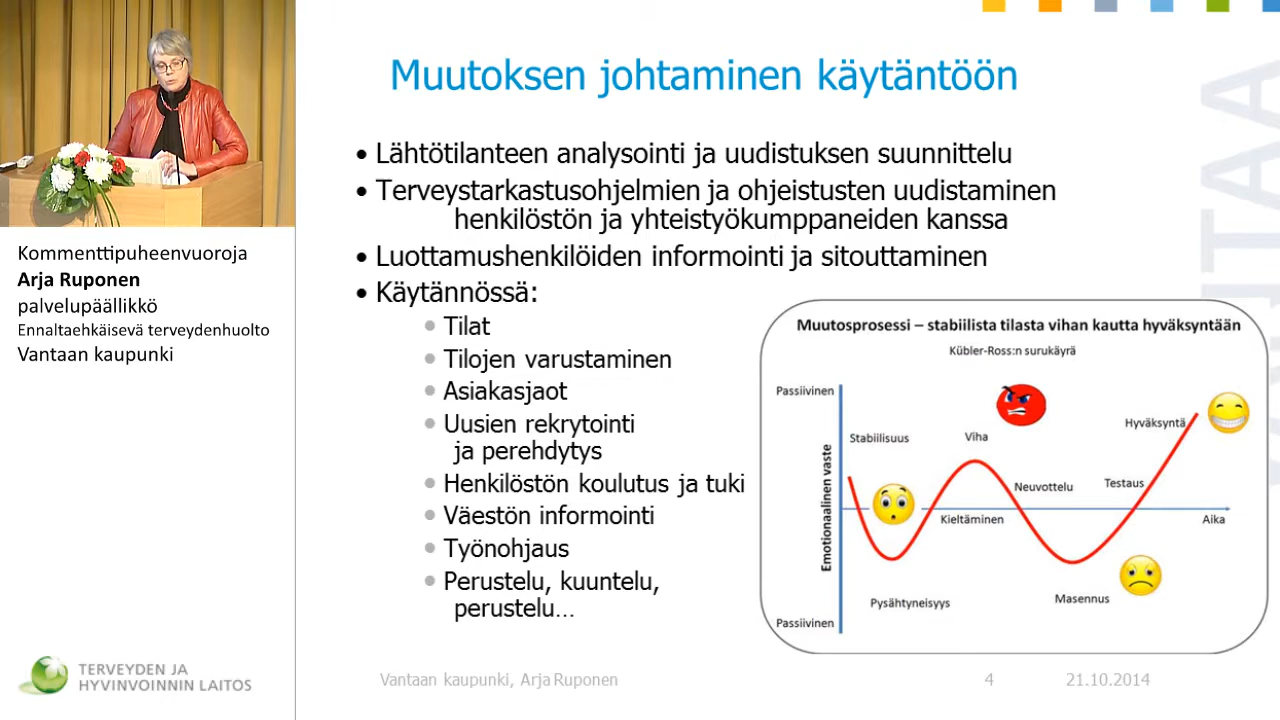 Kommenttipuheenvuoroja
Arja Ruponen
palvelupäällikkö
Ennaltaehkäisevä terveydenhuolto
Vantaan kaupunki
TERVEYDEN JA
HYVINVOINNIN LAITOS
Muutoksen johtaminen käytäntöön
• Lähtötilanteen analysointi ja uudistuksen suunnittelu
• Terveystarkastusohjelmien ja ohjeistusten uudistaminen
henkilöstön ja yhteistyökumppaneiden kanssa
• Luottamushenkilöiden informointi ja sitouttaminen
• Käytännössä:
• Tilat
• Tilojen varustaminen
• Asiakasjaot
• Uusien rekrytointi
ja perehdytys
• Henkilöstön koulutus ja tuki
• Väestön informointi
• Työnohjaus
• Perustelu, kuuntelu,
perustelu...
Muutosprosessi – stabiilista tilasta vihan kautta hyväksyntään
Kübler-Ross:n surukäyrä
Passiivinen
Emotionaalinen vaste
Stabiilisuus
Viha
Hyväksyntä
Neuvottelu
Testaus
Kieltäminen
Aika
Pysähtyneisyys
Masennus
Passiivinen
Vantaan kaupunki, Arja Ruponen
4
21.10.2014